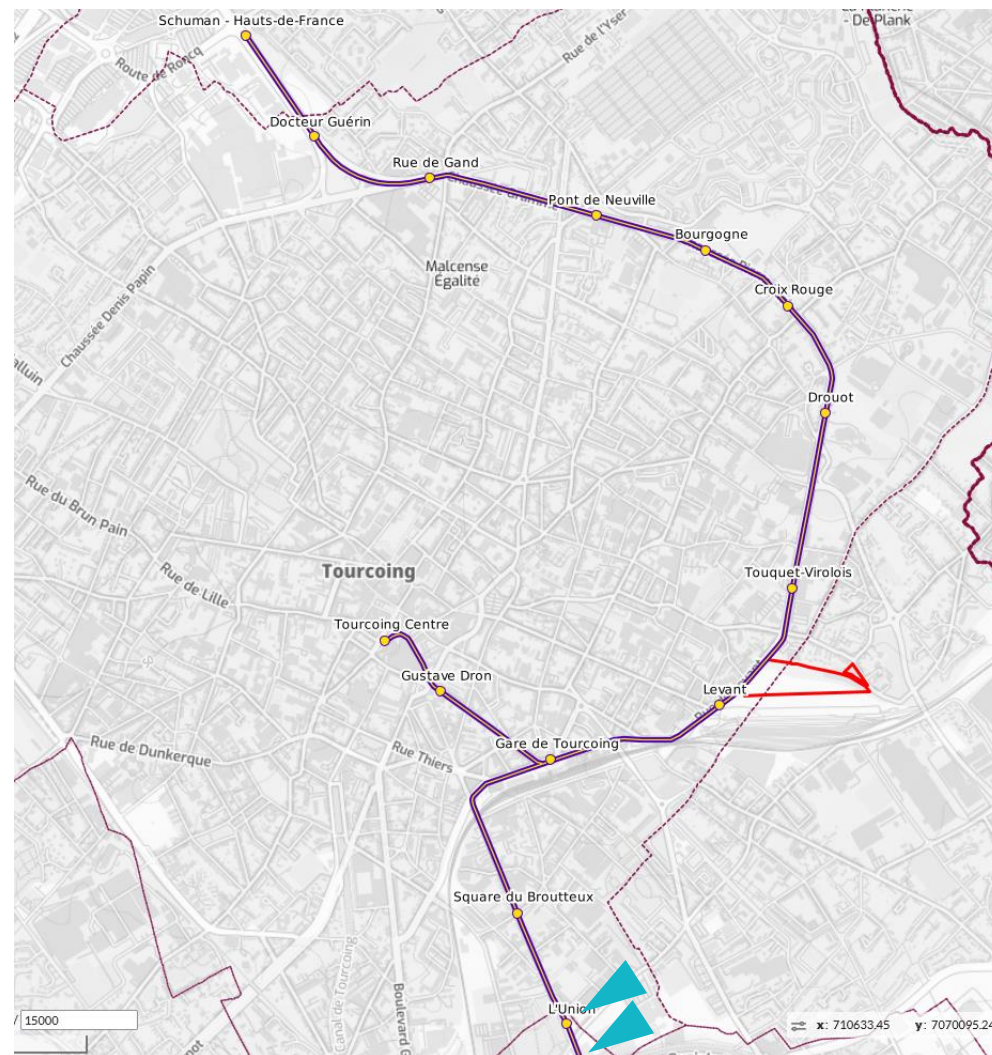 Schuman - Hauts-de-France
- De Plank
Rue de l'Yser
Route de Roncq
Docteur Guérin
Rue de Gand
Pont de Neuville
Bourgogne
Malcense
Égalité
Croix Rouge
Chaussée Denis Papin
Drouot
Rue du Brun Pain
Tourcoing
Touquet-Virolois
Rue de Lille
Tourcoing Centre
Gustave Dron
Levant
Gare de Tourcoing
Rue de Dunkerque
Rue Thiers
Square du Broutteux
Canal de Tourcoing
Boulevard G
L'Union
15000
x: 710633.45 y: 7070095.24